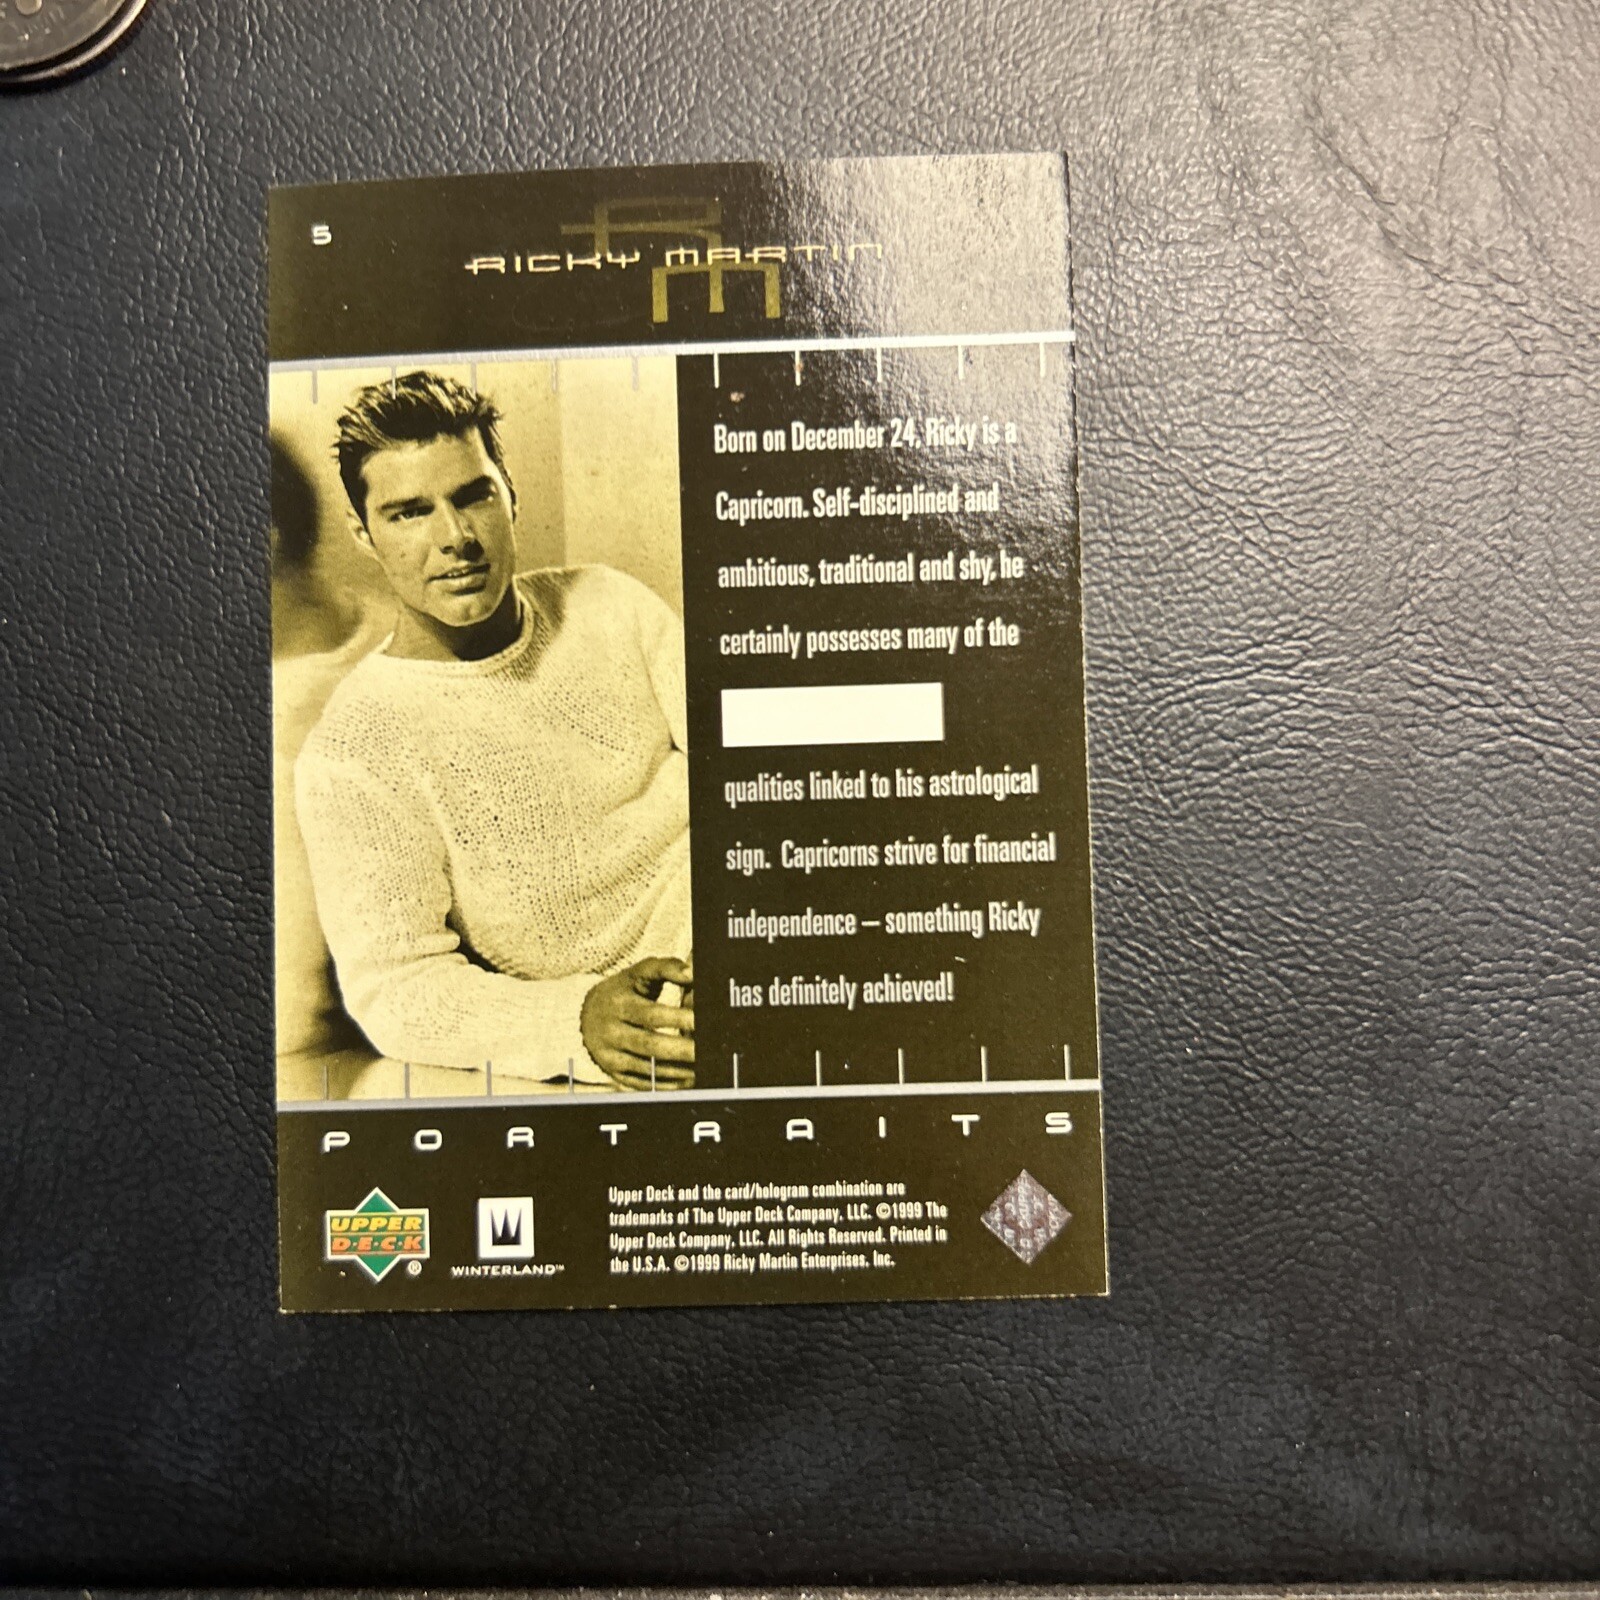 5
RICKY MARTIN
RM
Born on December 24, Ricky is a
Capricorn. Self-disciplined and
ambitious, traditional and shy, he
certainly possesses many of the
qualities linked to his astrological
sign. Capricorns strive for financial
independence – something Ricky
has definitely achieved!
PORTRAITS
UPPER
D·E·C·K
®
W
WINTERLAND™
Upper Deck and the card/hologram combination are
trademarks of The Upper Deck Company, LLC. ©1999 The
Upper Deck Company, LLC. All Rights Reserved. Printed in
the U.S.A. ©1999 Ricky Martin Enterprises, Inc.